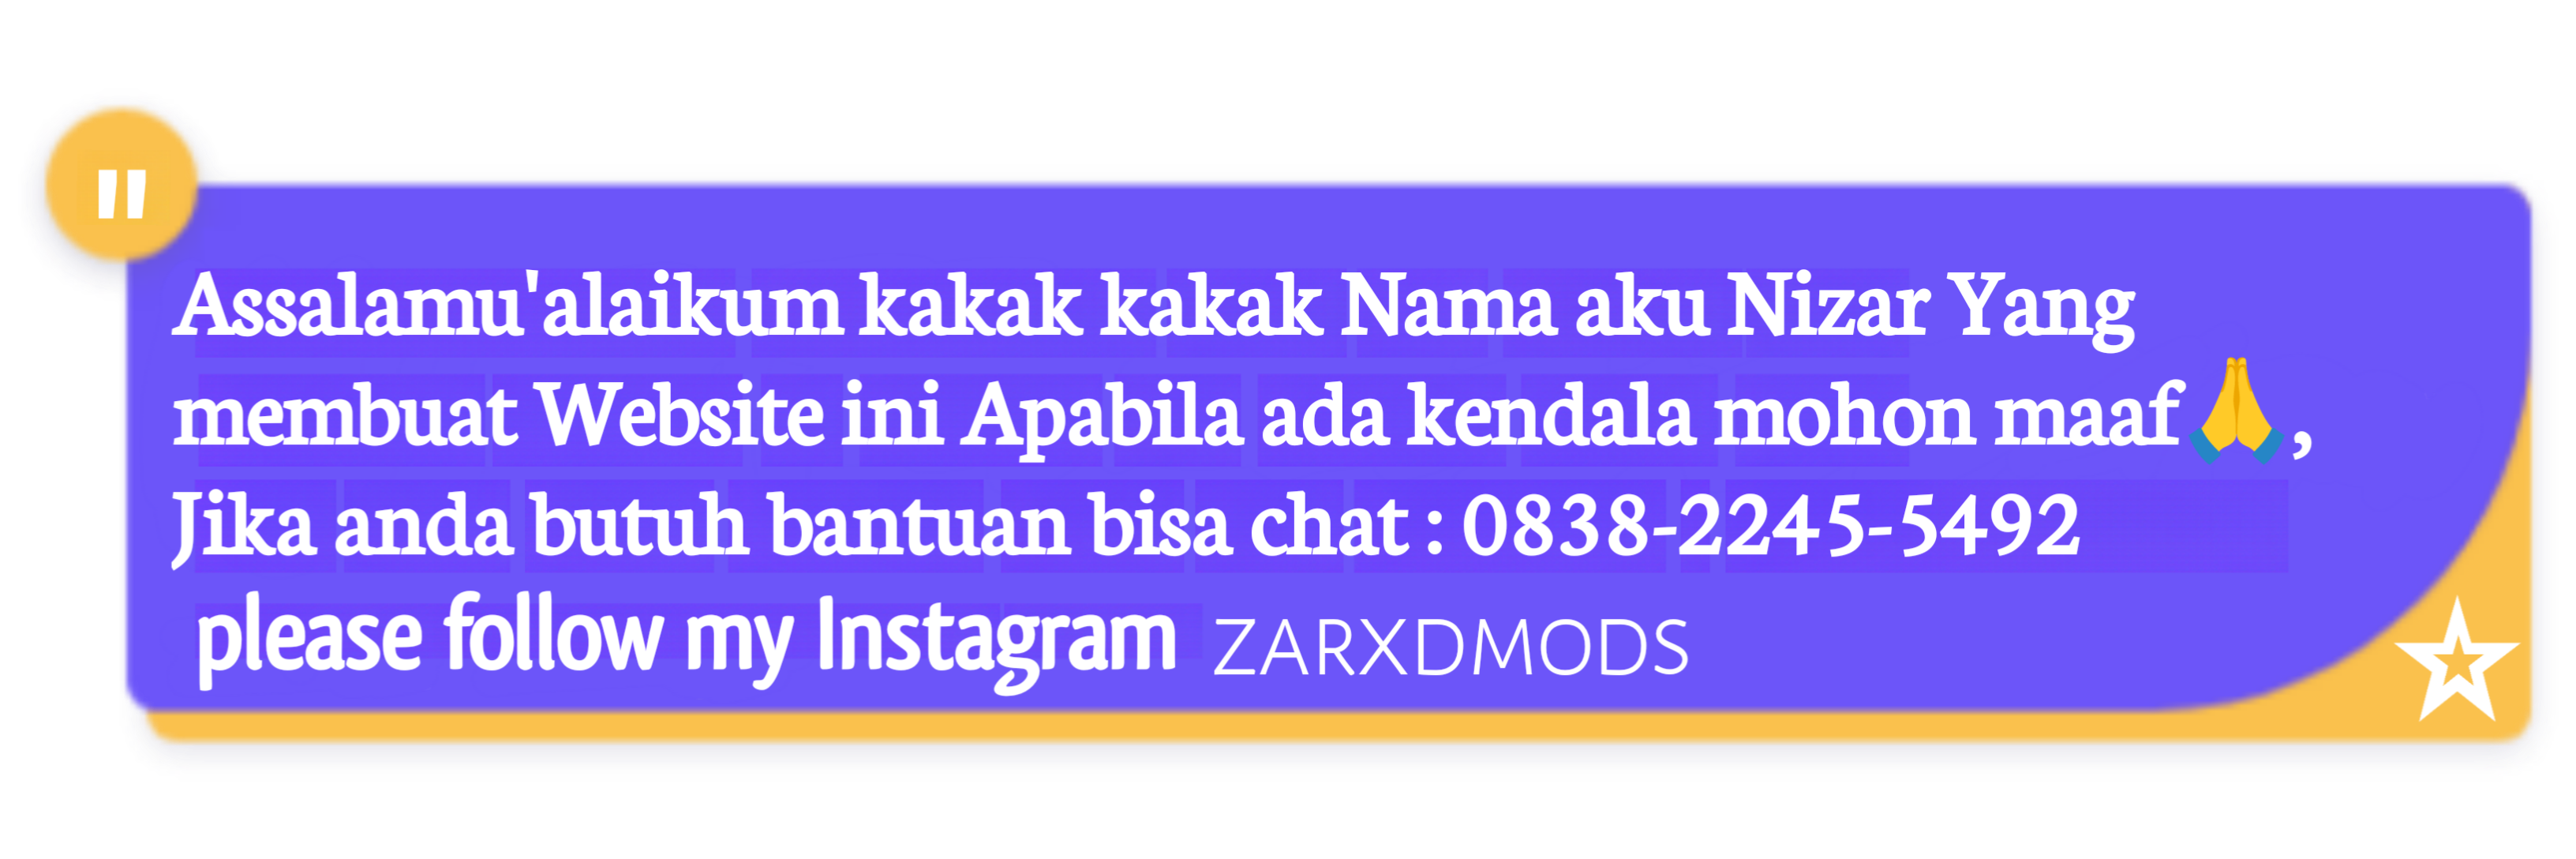 "
Assalamu'alaikum kakak kakak Nama aku Nizar Yang
membuat Website ini Apabila ada kendala mohon maaf🙏,
Jika anda butuh bantuan bisa chat : 0838-2245-5492
please follow my Instagram ZARXDMODS